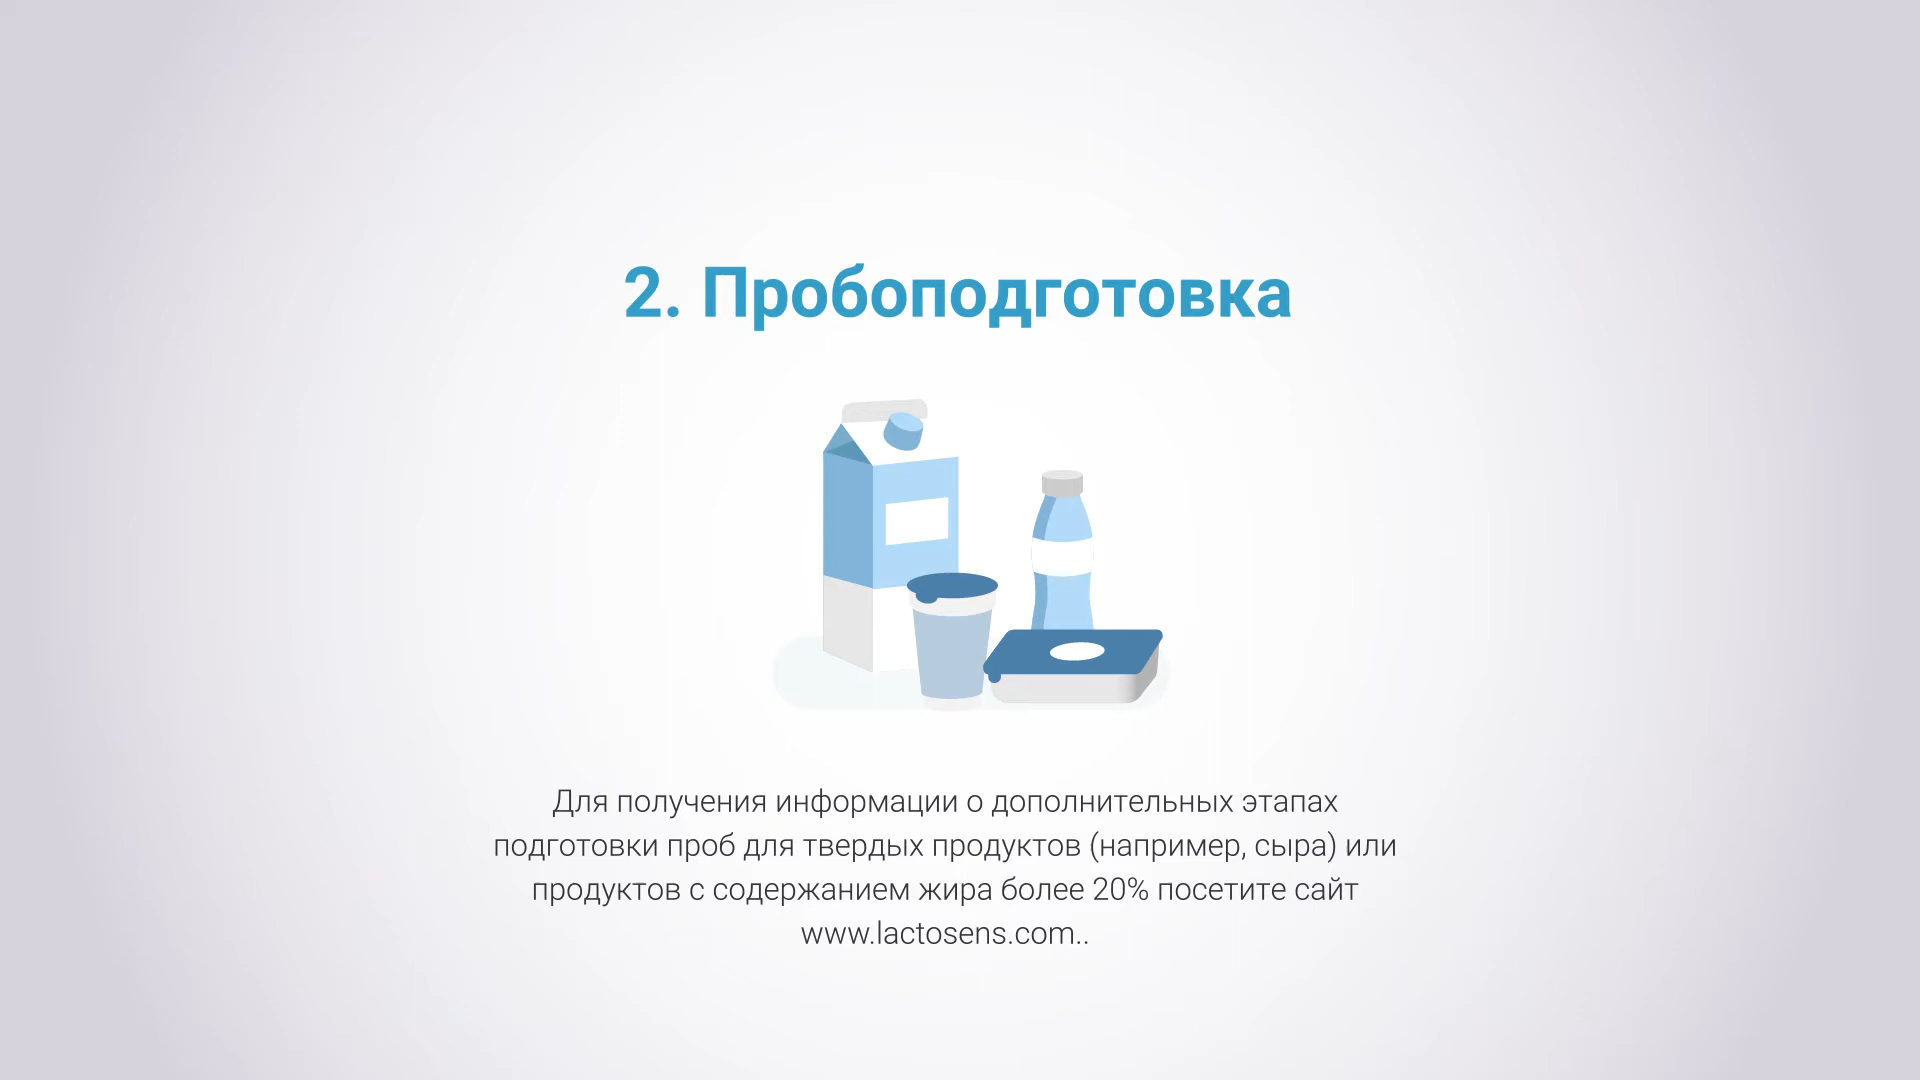 2. Пробоподготовка
Для получения информации о дополнительных этапах
подготовки проб для твердых продуктов (например, сыра) или
продуктов с содержанием жира более 20% посетите сайт
www.lactosens.com..